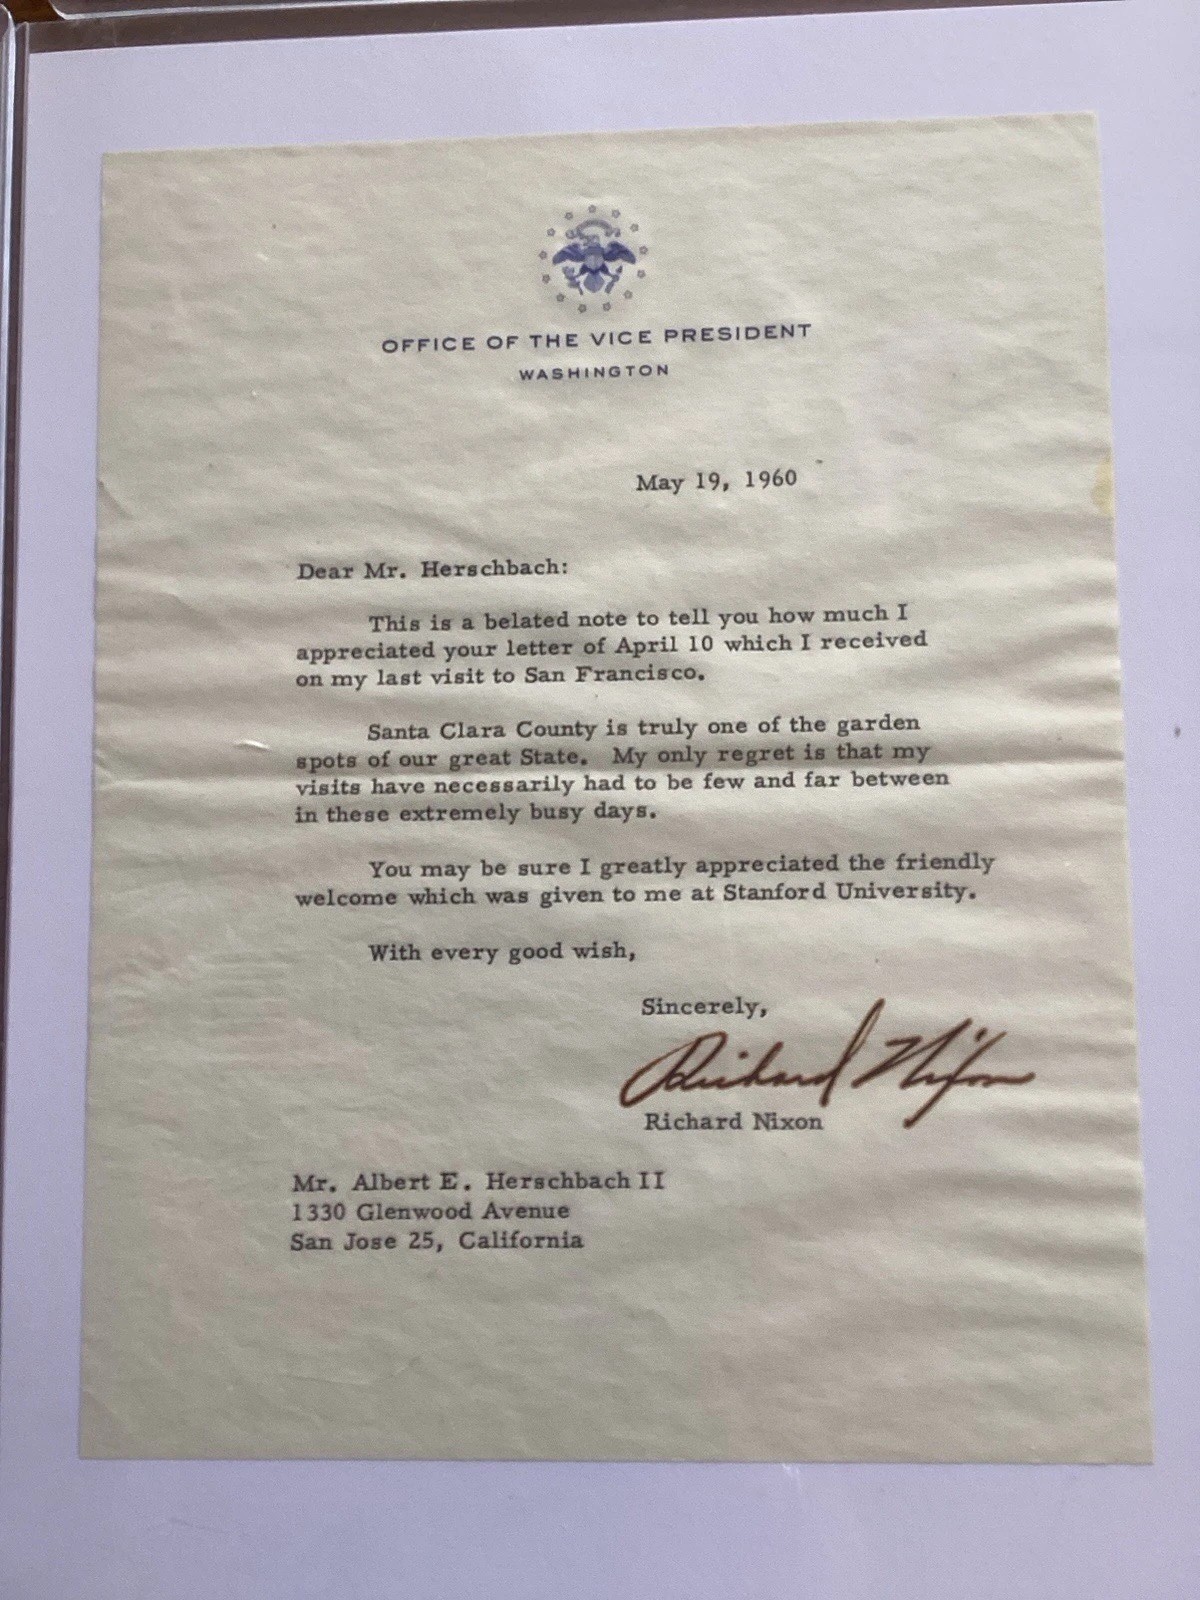 OFFICE OF THE VICE PRESIDENT
WASHINGTON
May 19, 1960
Dear Mr. Herschbach:
This is a belated note to tell you how much I
appreciated your letter of April 10 which I received
on my last visit to San Francisco.
Santa Clara County is truly one of the garden
spots of our great State. My only regret is that my
visits have necessarily had to be few and far between
in these extremely busy days.
You may be sure I greatly appreciated the friendly
welcome which was given to me at Stanford University.
With every good wish,
Sincerely,
Richard Nixon
Richard Nixon
Mr. Albert E. Herschbach II
1330 Glenwood Avenue
San Jose 25, California